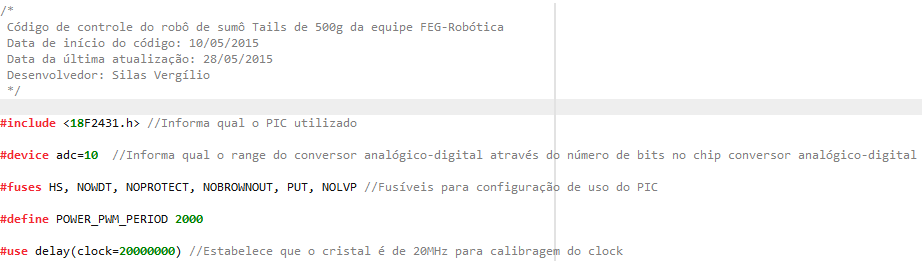 /*
Código de controle do robô de sumô Tails de 500g da equipe FEG-Robótica
Data de início do código: 10/05/2015
Data da última atualização: 28/05/2015
Desenvolvedor: Silas Vergílio
*/
#include <18F2431.h> //Informa qual o PIC utilizado
#device adc=10  //Informa qual o range do conversor analógico-digital através do número de bits no chip conversor analógico-digital
#fuses HS, NOWDT, NOPROTECT, NOBROWNOUT, PUT, NOLVP //Fusíveis para configuração de uso do PIC
#define POWER_PWM_PERIOD 2000
#use delay(clock=20000000) //Estabelece que o cristal é de 20MHz para calibragem do clock